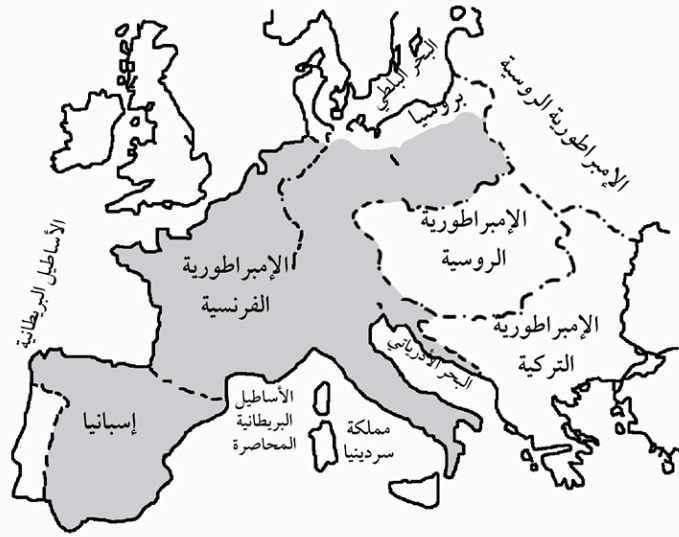 البحر البلطي
بروسيا
الإمبراطورية الروسية
الإمبراطورية
الروسية
الإمبراطورية
الفرنسية
الأساطيل البريطانية
الإمبراطورية
التركية
البحر الأدرياتي
إسبانيا
الأساطيل
البريطانية
المحاصرة
مملكة
سردينيا